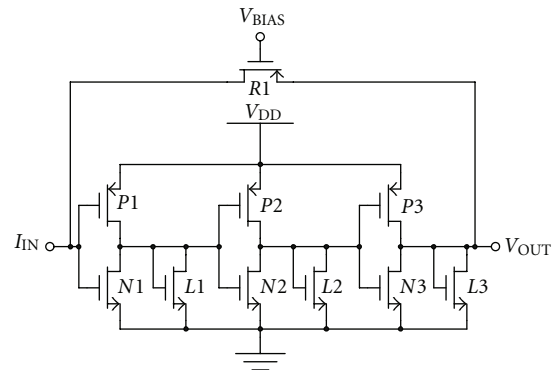 V_BIAS
R1
V_DD
P1
P2
P3
I_IN
V_OUT
N1
L1
N2
L2
N3
L3